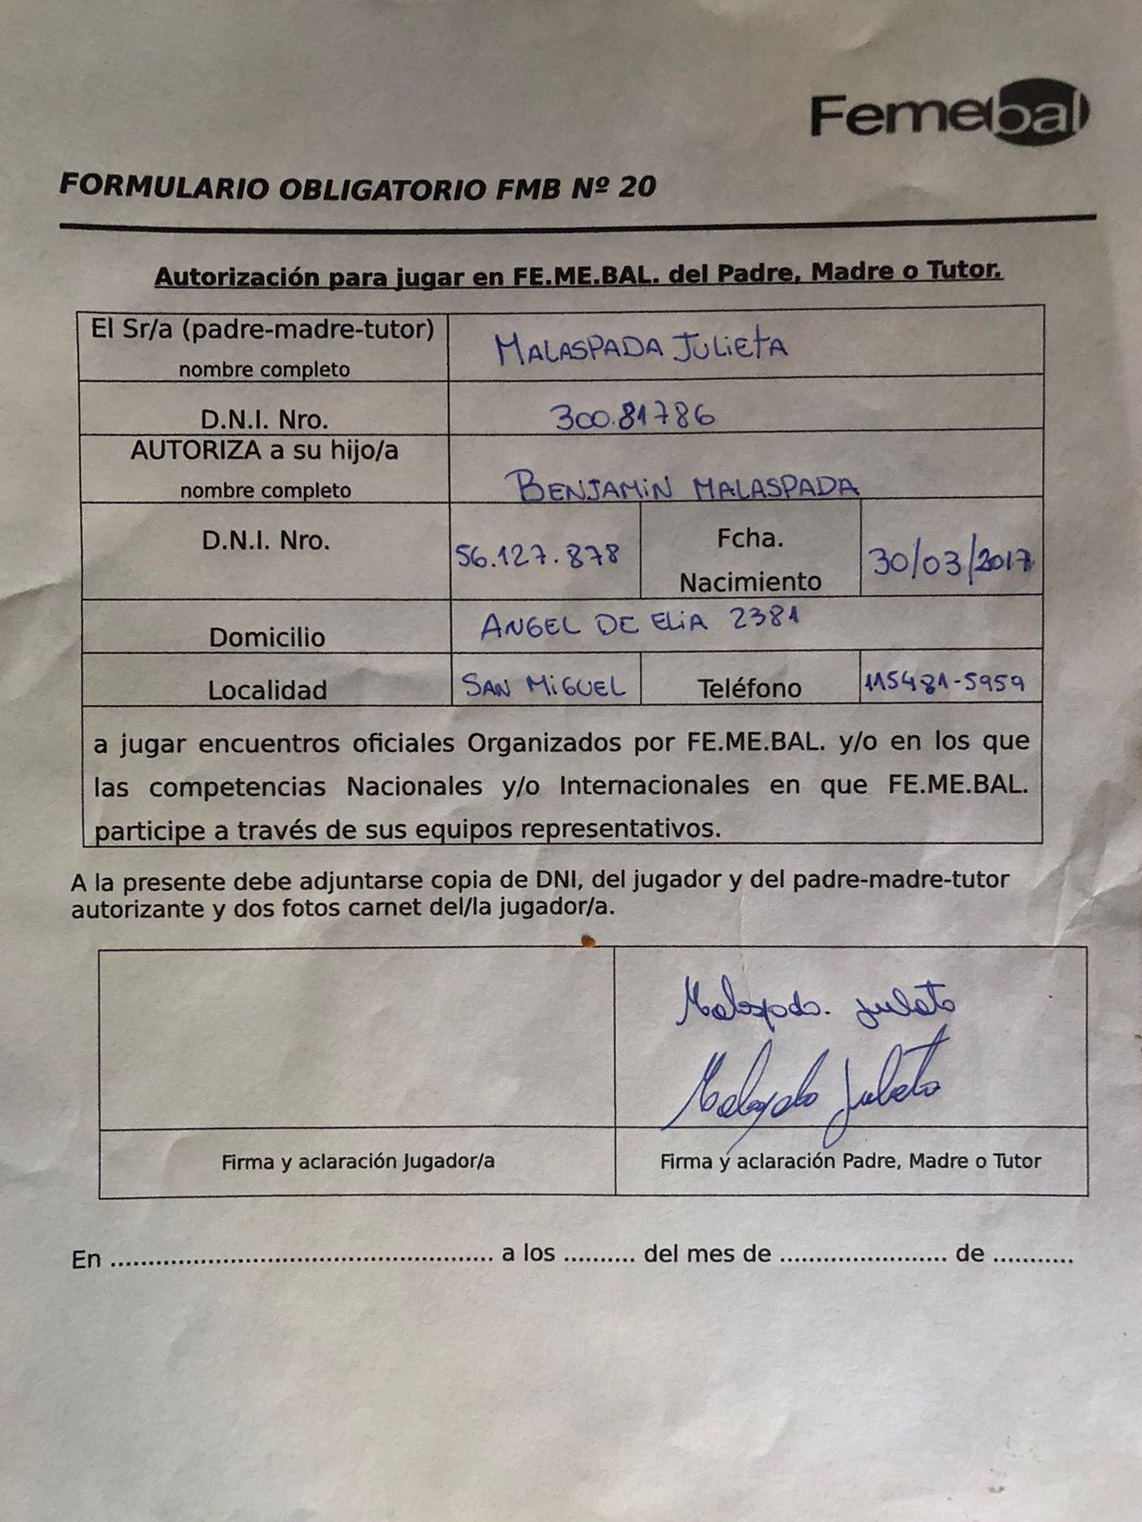 Femebal
FORMULARIO OBLIGATORIO FMB Nº 20
Autorización para jugar en FE.ME.BAL. del Padre, Madre o Tutor.
El Sr/a (padre-madre-tutor) MALASPADA JULIETA
nombre completo
D.N.I. Nro. 300.81786
AUTORIZA a su hijo/a
nombre completo BENJAMIN MALASPADA
D.N.I. Nro. 56.127.878 Fcha. Nacimiento 30/03/2017
Domicilio ANGEL DE ELIA 2381
Localidad SAN MIGUEL Teléfono 115481-5959
a jugar encuentros oficiales Organizados por FE.ME.BAL. y/o en los que
las competencias Nacionales y/o Internacionales en que FE.ME.BAL.
participe a través de sus equipos representativos.
A la presente debe adjuntarse copia de DNI, del jugador y del padre-madre-tutor
autorizante y dos fotos carnet del/la jugador/a.
Malaspada. Julieta
Malaspada Julieta
Firma y aclaración Jugador/a Firma y aclaración Padre, Madre o Tutor
En .................................................. a los ......... del mes de ...................... de ...........